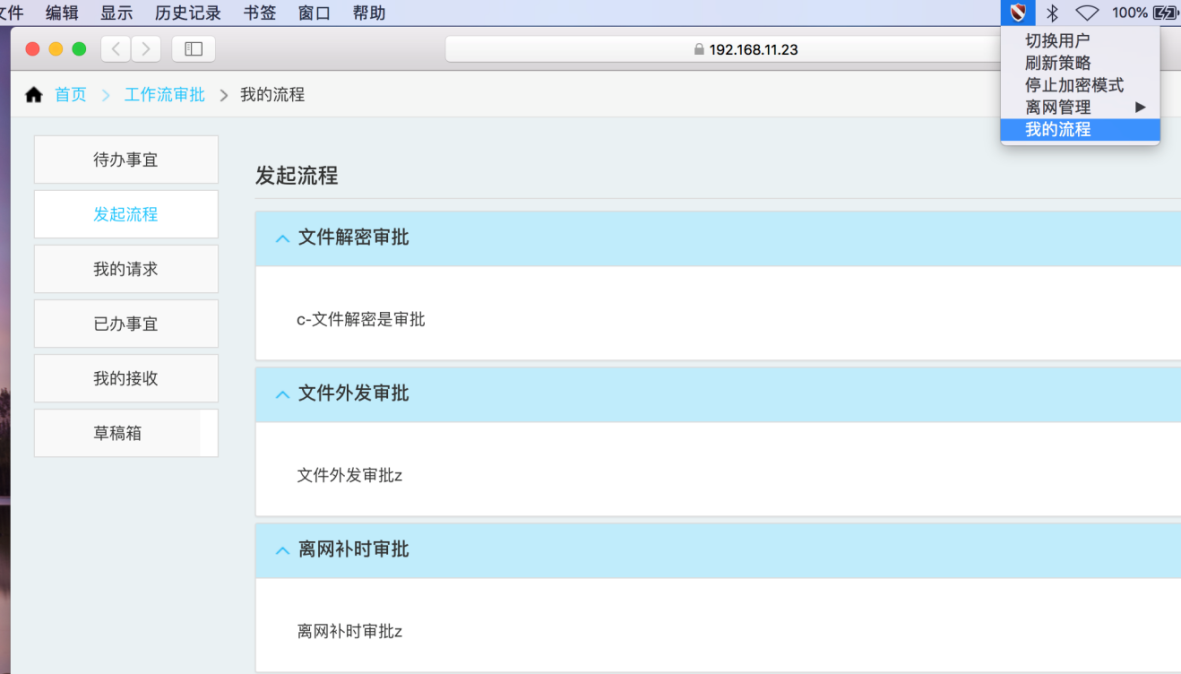 文件 编辑 显示 历史记录 书签 窗口 帮助 100%
192.168.11.23
切换用户
刷新策略
停止加密模式
离网管理
我的流程
首页 工作流审批 我的流程
待办事宜
发起流程
我的请求
已办事宜
我的接收
草稿箱
发起流程
文件解密审批
c-文件解密是审批
文件外发审批
文件外发审批z
离网补时审批
离网补时审批z